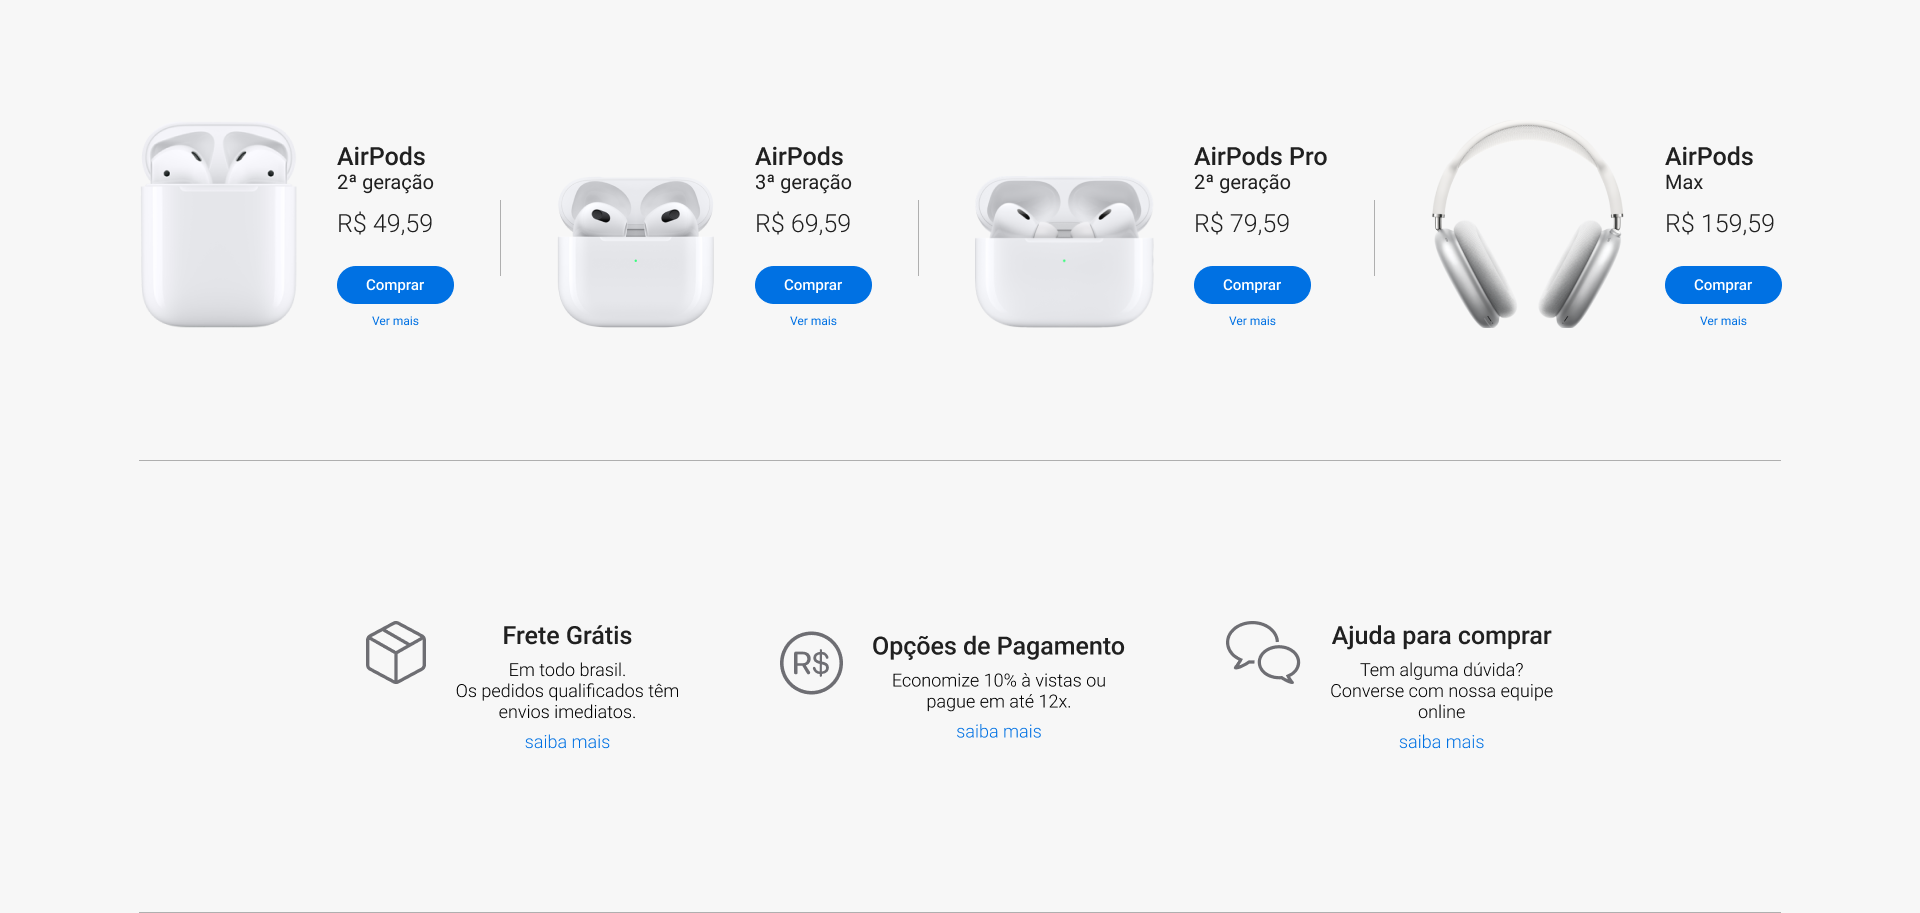 AirPods
2ª geração
R$ 49,59
Comprar
Ver mais
AirPods
3ª geração
R$ 69,59
Comprar
Ver mais
AirPods Pro
2ª geração
R$ 79,59
Comprar
Ver mais
AirPods
Max
R$ 159,59
Comprar
Ver mais
Frete Grátis
Em todo brasil.
Os pedidos qualificados têm
envios imediatos.
saiba mais
R$
Opções de Pagamento
Economize 10% à vistas ou
pague em até 12x.
saiba mais
Ajuda para comprar
Tem alguma dúvida?
Converse com nossa equipe
online
saiba mais